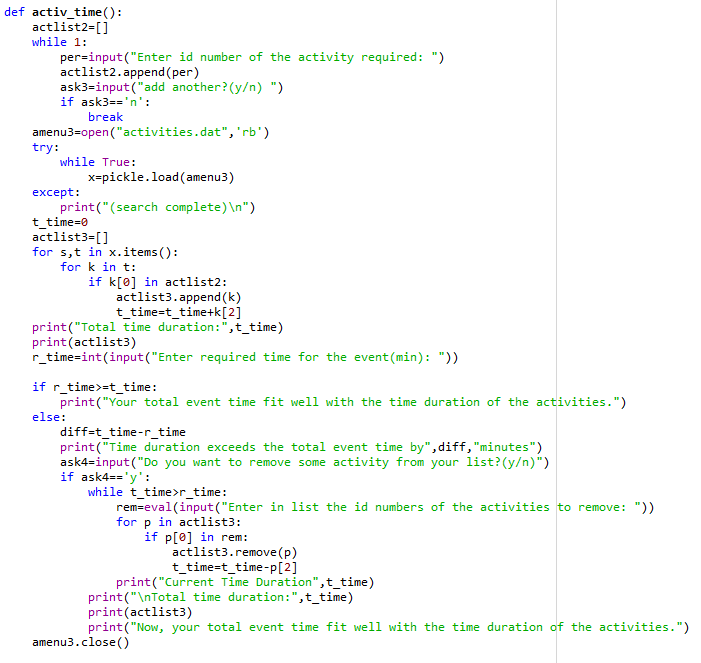 def activ_time():
    actlist2=[]
    while 1:
        per=input("Enter id number of the activity required: ")
        actlist2.append(per)
        ask3=input("add another?(y/n) ")
        if ask3=='n':
            break
    amenu3=open("activities.dat",'rb')
    try:
        while True:
            x=pickle.load(amenu3)
    except:
        print("(search complete)\n")
    t_time=0
    actlist3=[]
    for s,t in x.items():
        for k in t:
            if k[0] in actlist2:
                actlist3.append(k)
                t_time=t_time+k[2]
    print("Total time duration:",t_time)
    print(actlist3)
    r_time=int(input("Enter required time for the event(min): "))

    if r_time>=t_time:
        print("Your total event time fit well with the time duration of the activities.")
    else:
        diff=t_time-r_time
        print("Time duration exceeds the total event time by",diff,"minutes")
        ask4=input("Do you want to remove some activity from your list?(y/n)")
        if ask4=='y':
            while t_time>r_time:
                rem=eval(input("Enter in list the id numbers of the activities to remove: "))
                for p in actlist3:
                    if p[0] in rem:
                        actlist3.remove(p)
                        t_time=t_time-p[2]
                print("Current Time Duration",t_time)
            print("\nTotal time duration:",t_time)
            print(actlist3)
            print("Now, your total event time fit well with the time duration of the activities.")
    amenu3.close()